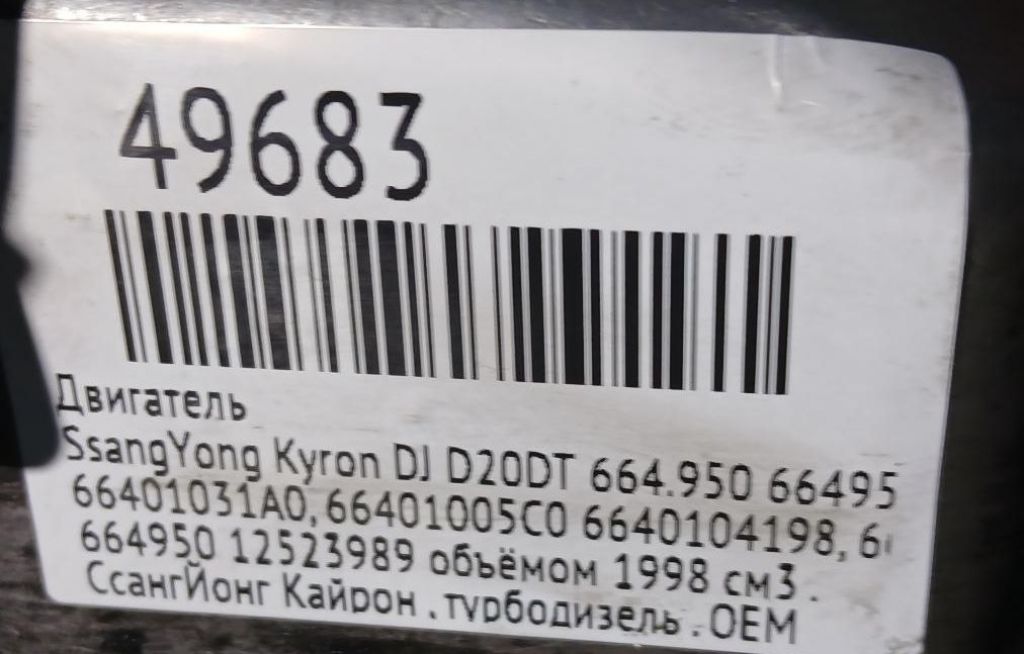 49683
Двигатель
SsangYong Kyron DJ D20DT 664.950 66495
66401031A0, 66401005C0 6640104198, 6
664950 12523989 объёмом 1998 см3 .
СсангЙонг Кайрон . турбодизель . OEM